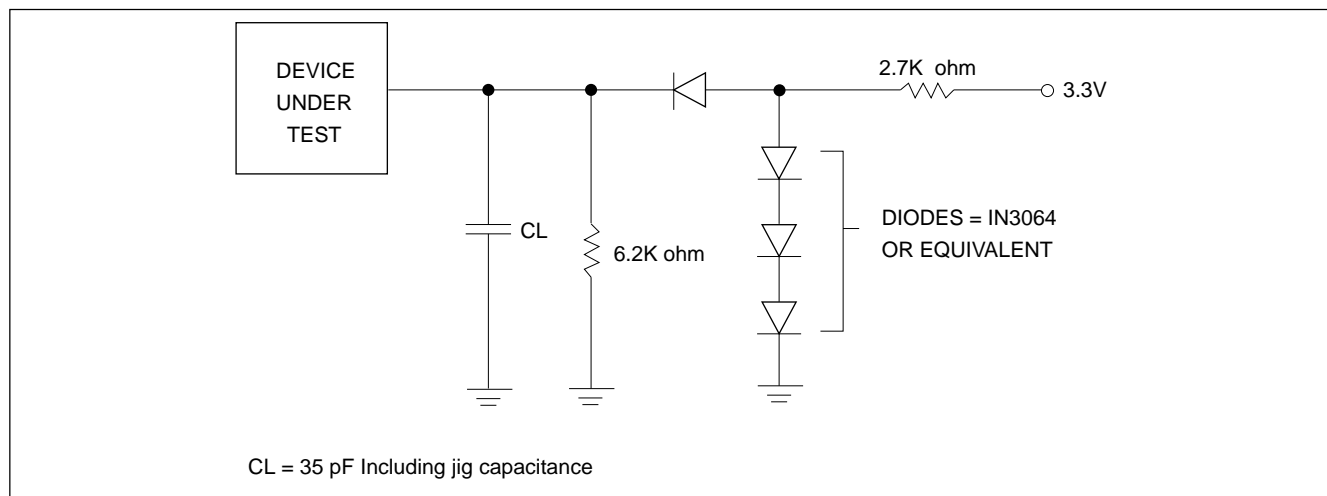 DEVICE
UNDER
TEST
2.7K ohm
3.3V
CL
6.2K ohm
DIODES = IN3064
OR EQUIVALENT
CL = 35 pF Including jig capacitance